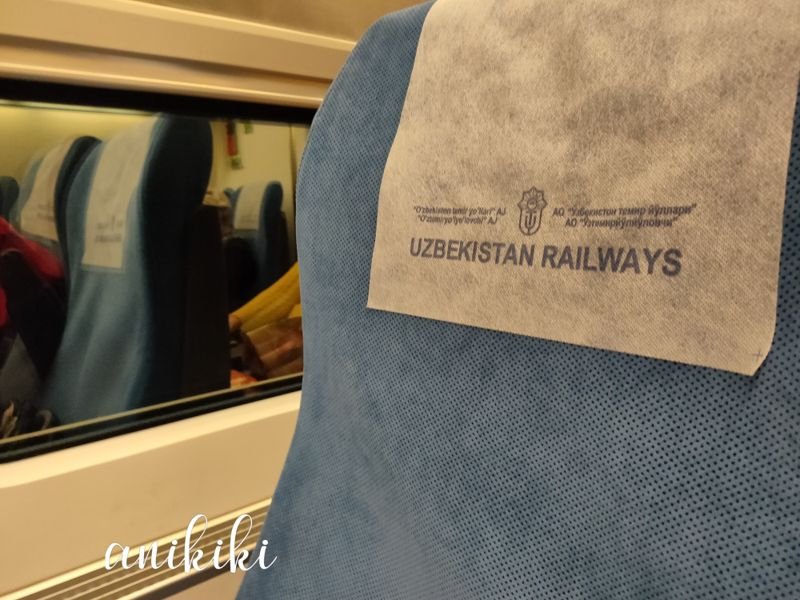 "O'zbekiston temir yo'llari" AJ
"O'ztemiryo'lyo'lovchi" AJ
АО "Ўзбекистон темир йўллари"
АО "Ўзтемирйўлйўловчи"
UZBEKISTAN RAILWAYS
anikiki